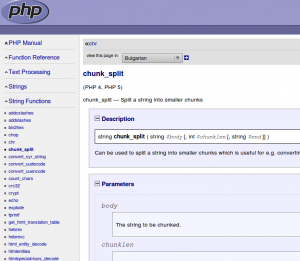 php
PHP Manual
Function Reference
Text Processing
Strings
String Functions
addcslashes
addslashes
bin2hex
chop
chr
chunk_split
convert_cyr_string
convert_uudecode
convert_uuencode
count_chars
crc32
crypt
echo
explode
fprintf
get_html_translation_table
hebrev
hebrevc
html_entity_decode
htmlentities
htmlspecialchars_decode
«chr
view this page in Bulgarian
chunk_split
(PHP 4, PHP 5)
chunk_split — Split a string into smaller chunks
Description
string chunk_split ( string $body [, int $chunklen [, string $end ]] )
Can be used to split a string into smaller chunks which is useful for e.g. converting
Parameters
body
The string to be chunked.
chunklen